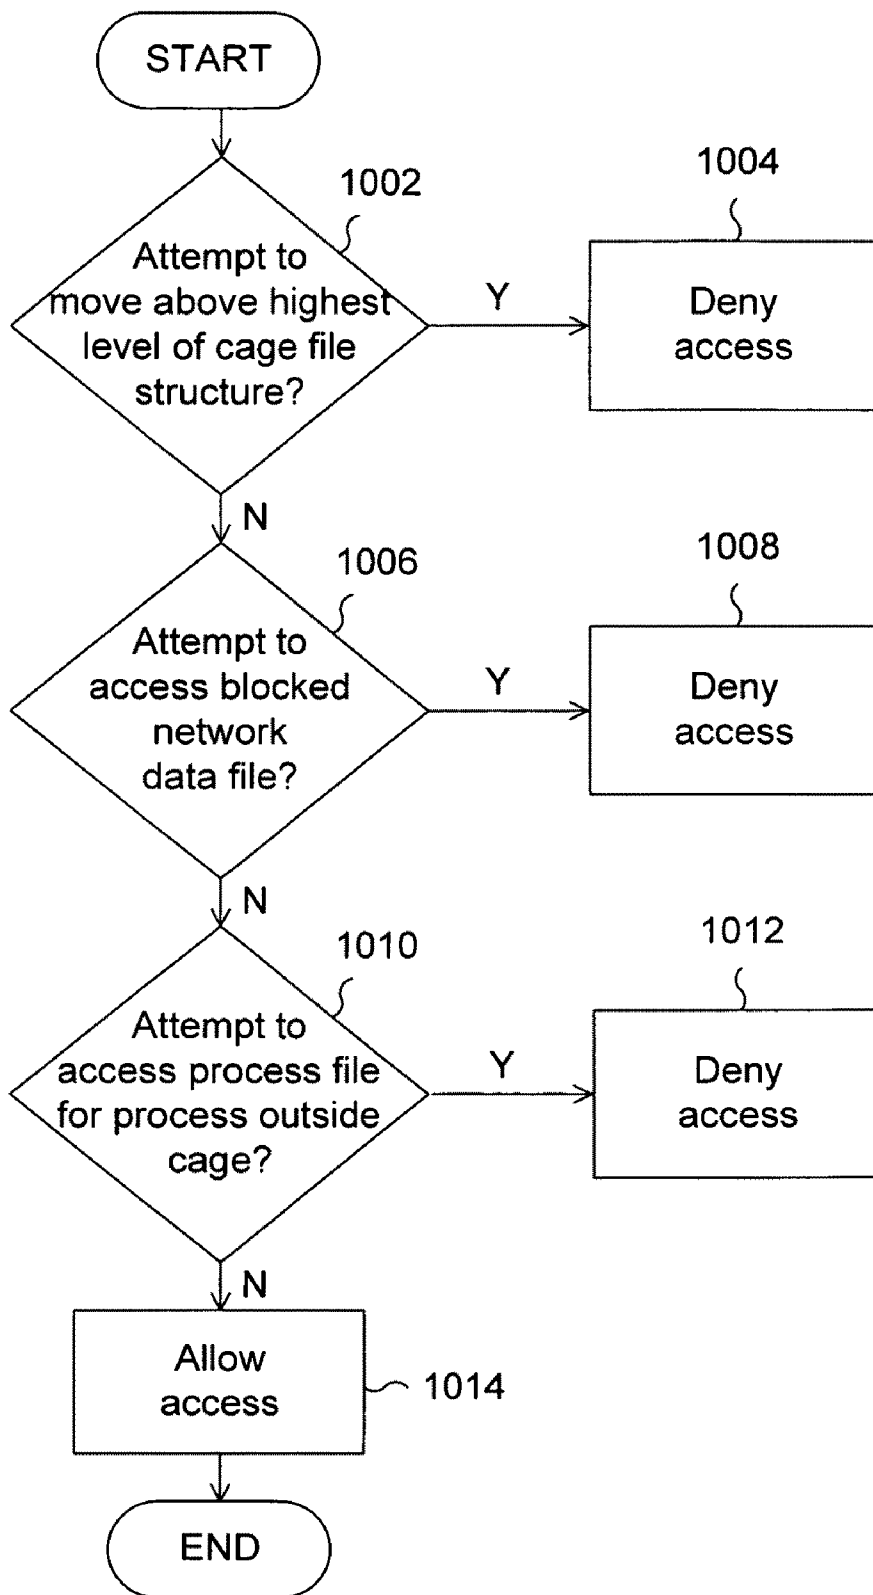 START
1002
Attempt to
move above highest
level of cage file
structure?
Y
1004
Deny
access
N
1006
Attempt to
access blocked
network
data file?
Y
1008
Deny
access
N
1010
Attempt to
access process file
for process outside
cage?
Y
1012
Deny
access
N
Allow
access
1014
END